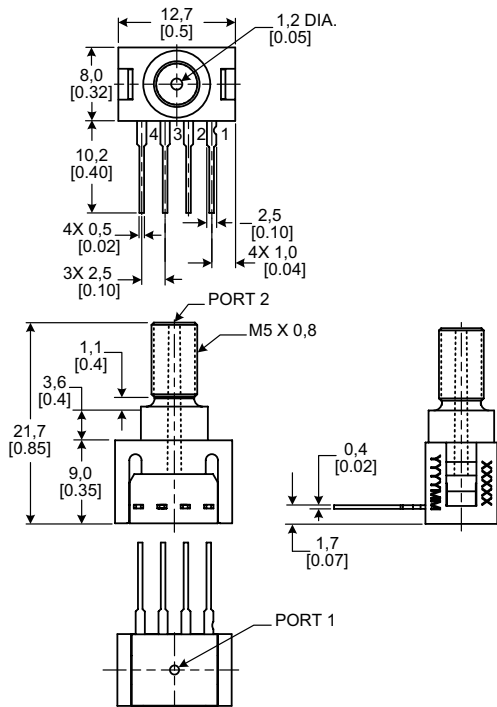 12,7
[0.5]
1,2 DIA.
[0.05]
8,0
[0.32]
4 3 2 1
10,2
[0.40]
4X 0,5
[0.02]
2,5
[0.10]
4X 1,0
[0.04]
3X 2,5
[0.10]
PORT 2
M5 X 0,8
1,1
[0.4]
3,6
[0.4]
21,7
[0.85]
9,0
[0.35]
0,4
[0.02]
YYYYMM
XXXXX
1,7
[0.07]
PORT 1